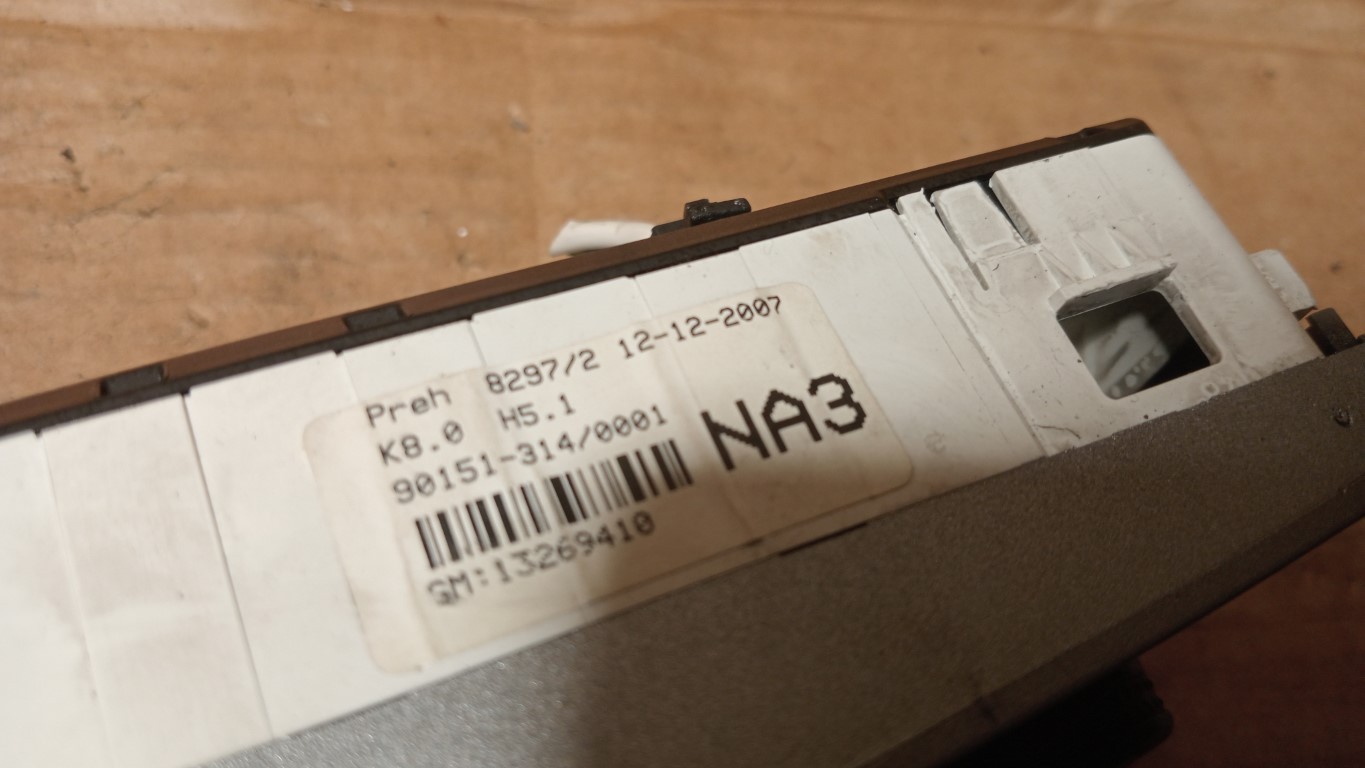 Preh 8297/2 12-12-2007
K8.0 H5.1
90151-314/0001
NA3
GM:13269410